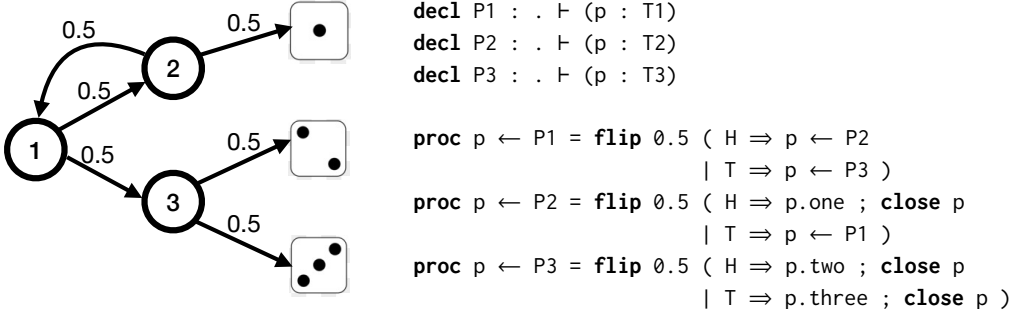 0.5
0.5
2
0.5
1
0.5
0.5
3
0.5
decl P1 : . ⊢ (p : T1)
decl P2 : . ⊢ (p : T2)
decl P3 : . ⊢ (p : T3)
proc p ← P1 = flip 0.5 ( H ⇒ p ← P2
| T ⇒ p ← P3 )
proc p ← P2 = flip 0.5 ( H ⇒ p.one ; close p
| T ⇒ p ← P1 )
proc p ← P3 = flip 0.5 ( H ⇒ p.two ; close p
| T ⇒ p.three ; close p )